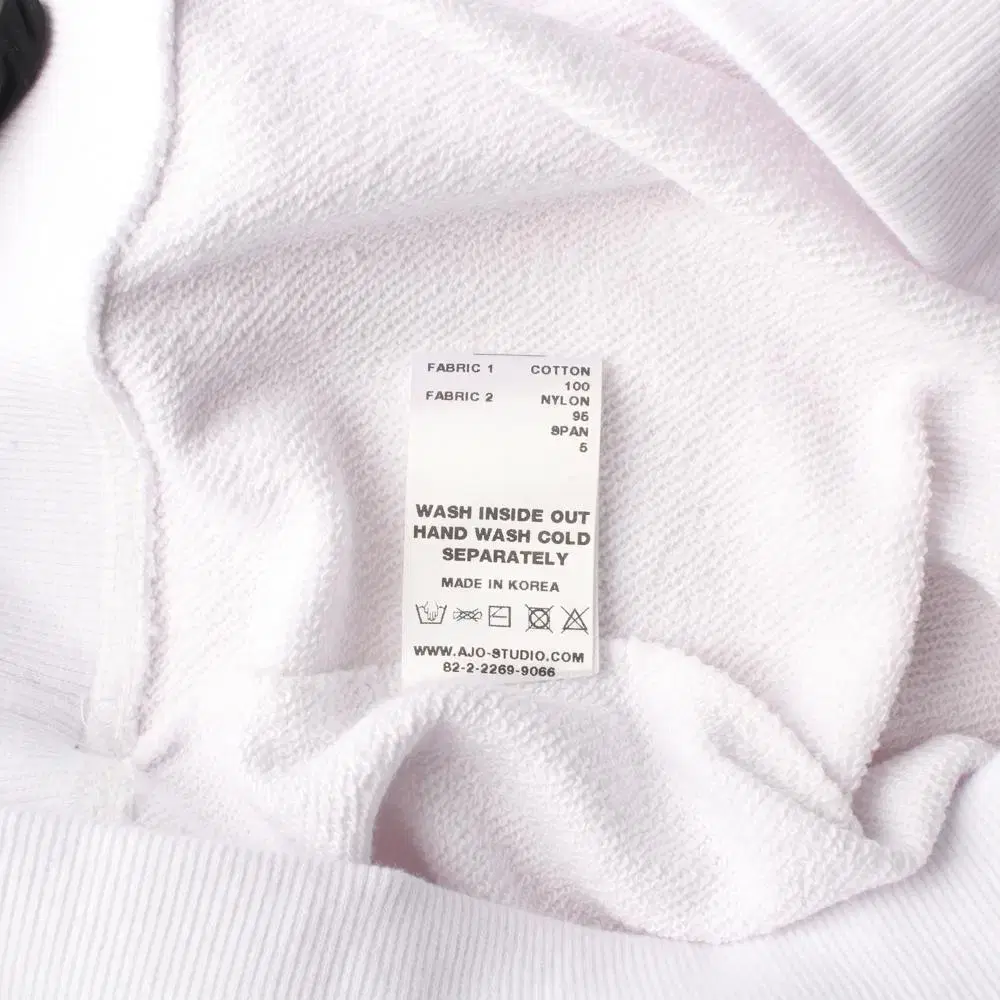 FABRIC 1 COTTON
100
FABRIC 2 NYLON
95
SPAN
5
WASH INSIDE OUT
HAND WASH COLD
SEPARATELY
MADE IN KOREA
WWW.AJO-STUDIO.COM
82-2-2269-9066